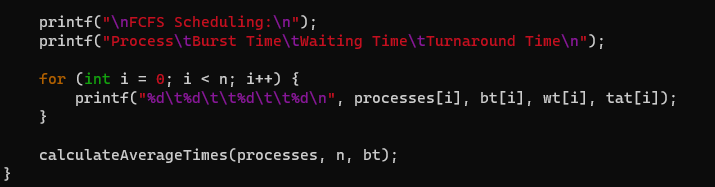 printf("\nFCFS Scheduling:\n");
printf("Process\tBurst Time\tWaiting Time\tTurnaround Time\n");
for (int i = 0; i < n; i++) {
printf("%d\t%d\t\t%d\t\t%d\n", processes[i], bt[i], wt[i], tat[i]);
}
calculateAverageTimes(processes, n, bt);
}